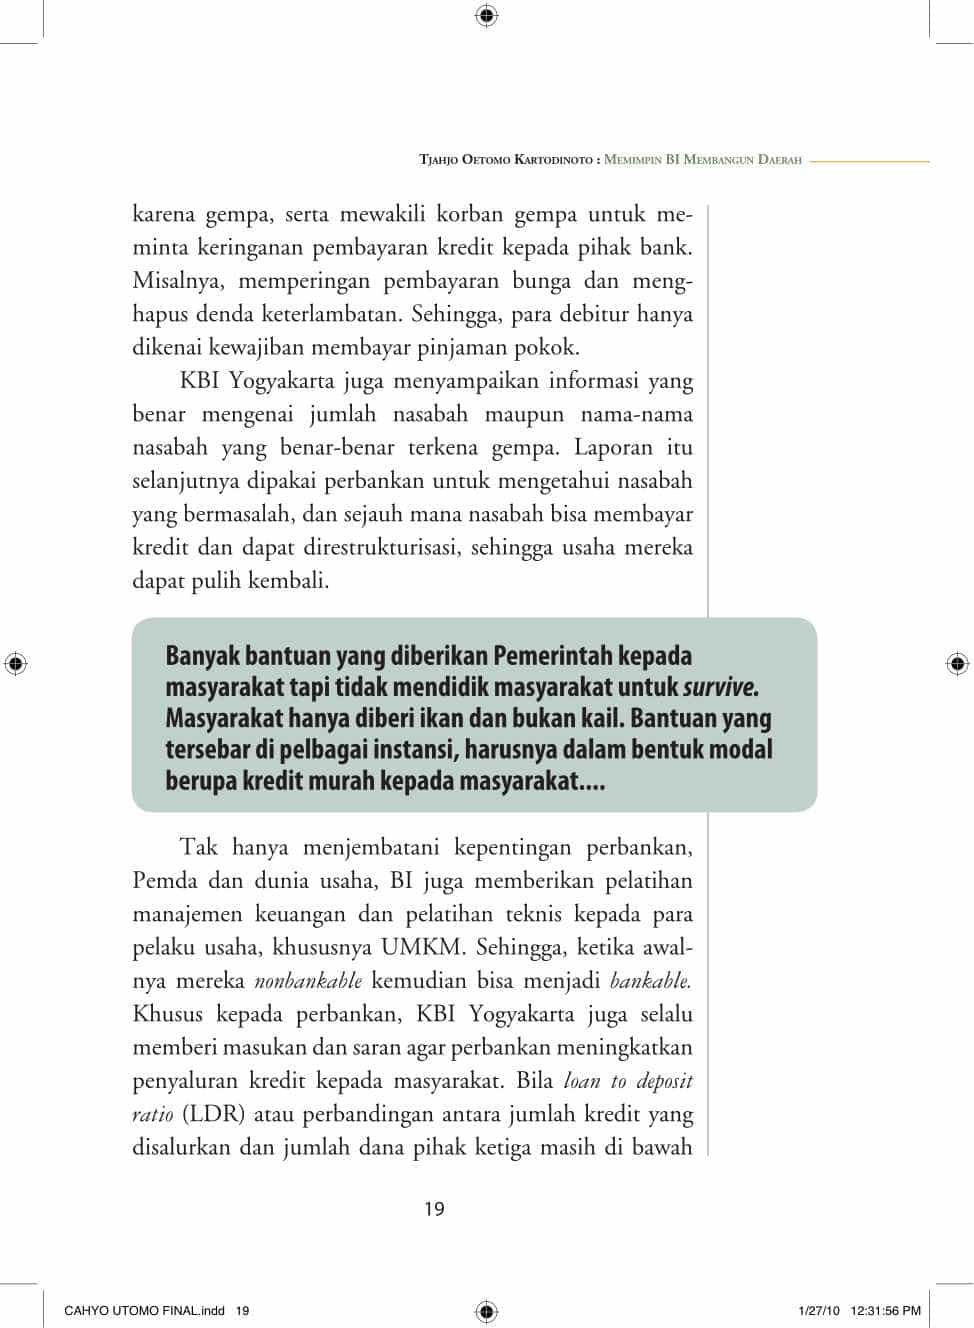 Tjahjo Oetomo Kartodinoto : Memimpin BI Membangun Daerah
karena gempa, serta mewakili korban gempa untuk me-
minta keringanan pembayaran kredit kepada pihak bank.
Misalnya, memperingan pembayaran bunga dan meng-
hapus denda keterlambatan. Sehingga, para debitur hanya
dikenai kewajiban membayar pinjaman pokok.
KBI Yogyakarta juga menyampaikan informasi yang
benar mengenai jumlah nasabah maupun nama-nama
nasabah yang benar-benar terkena gempa. Laporan itu
selanjutnya dipakai perbankan untuk mengetahui nasabah
yang bermasalah, dan sejauh mana nasabah bisa membayar
kredit dan dapat direstrukturisasi, sehingga usaha mereka
dapat pulih kembali.
Banyak bantuan yang diberikan Pemerintah kepada
masyarakat tapi tidak mendidik masyarakat untuk survive.
Masyarakat hanya diberi ikan dan bukan kail. Bantuan yang
tersebar di pelbagai instansi, harusnya dalam bentuk modal
berupa kredit murah kepada masyarakat....
Tak hanya menjembatani kepentingan perbankan,
Pemda dan dunia usaha, BI juga memberikan pelatihan
manajemen keuangan dan pelatihan teknis kepada para
pelaku usaha, khususnya UMKM. Sehingga, ketika awal-
nya mereka nonbankable kemudian bisa menjadi bankable.
Khusus kepada perbankan, KBI Yogyakarta juga selalu
memberi masukan dan saran agar perbankan meningkatkan
penyaluran kredit kepada masyarakat. Bila loan to deposit
ratio (LDR) atau perbandingan antara jumlah kredit yang
disalurkan dan jumlah dana pihak ketiga masih di bawah
19
CAHYO UTOMO FINAL.indd 19
1/27/10 12:31:56 PM